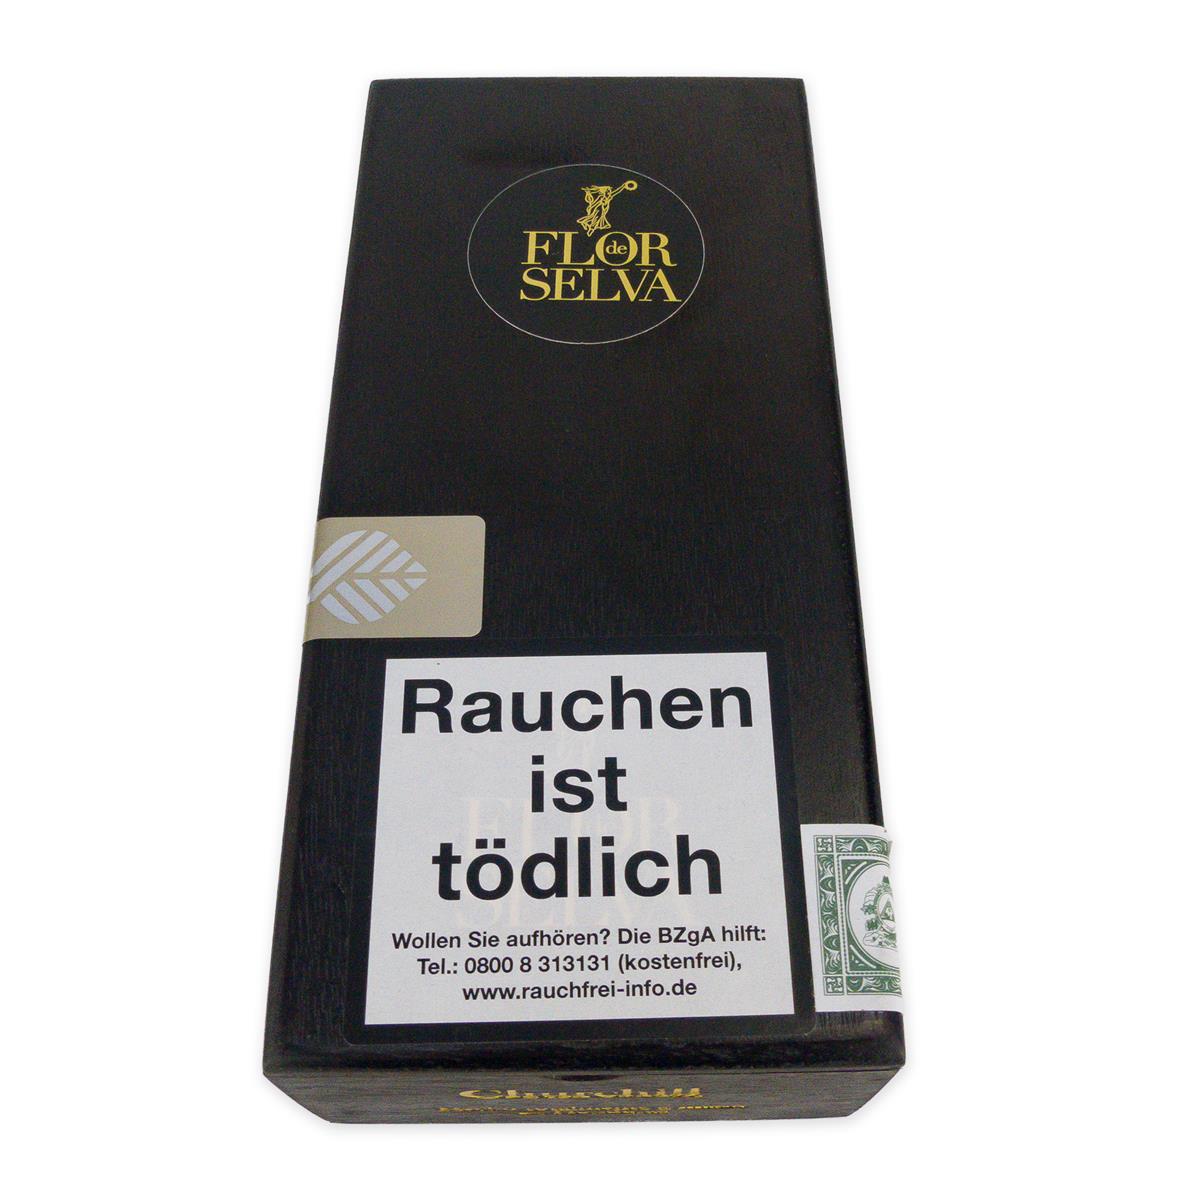 FLOR
de
SELVA
Rauchen
ist
tödlich
Wollen Sie aufhören? Die BZgA hilft:
Tel.: 0800 8 313131 (kostenfrei),
www.rauchfrei-info.de
Churchill